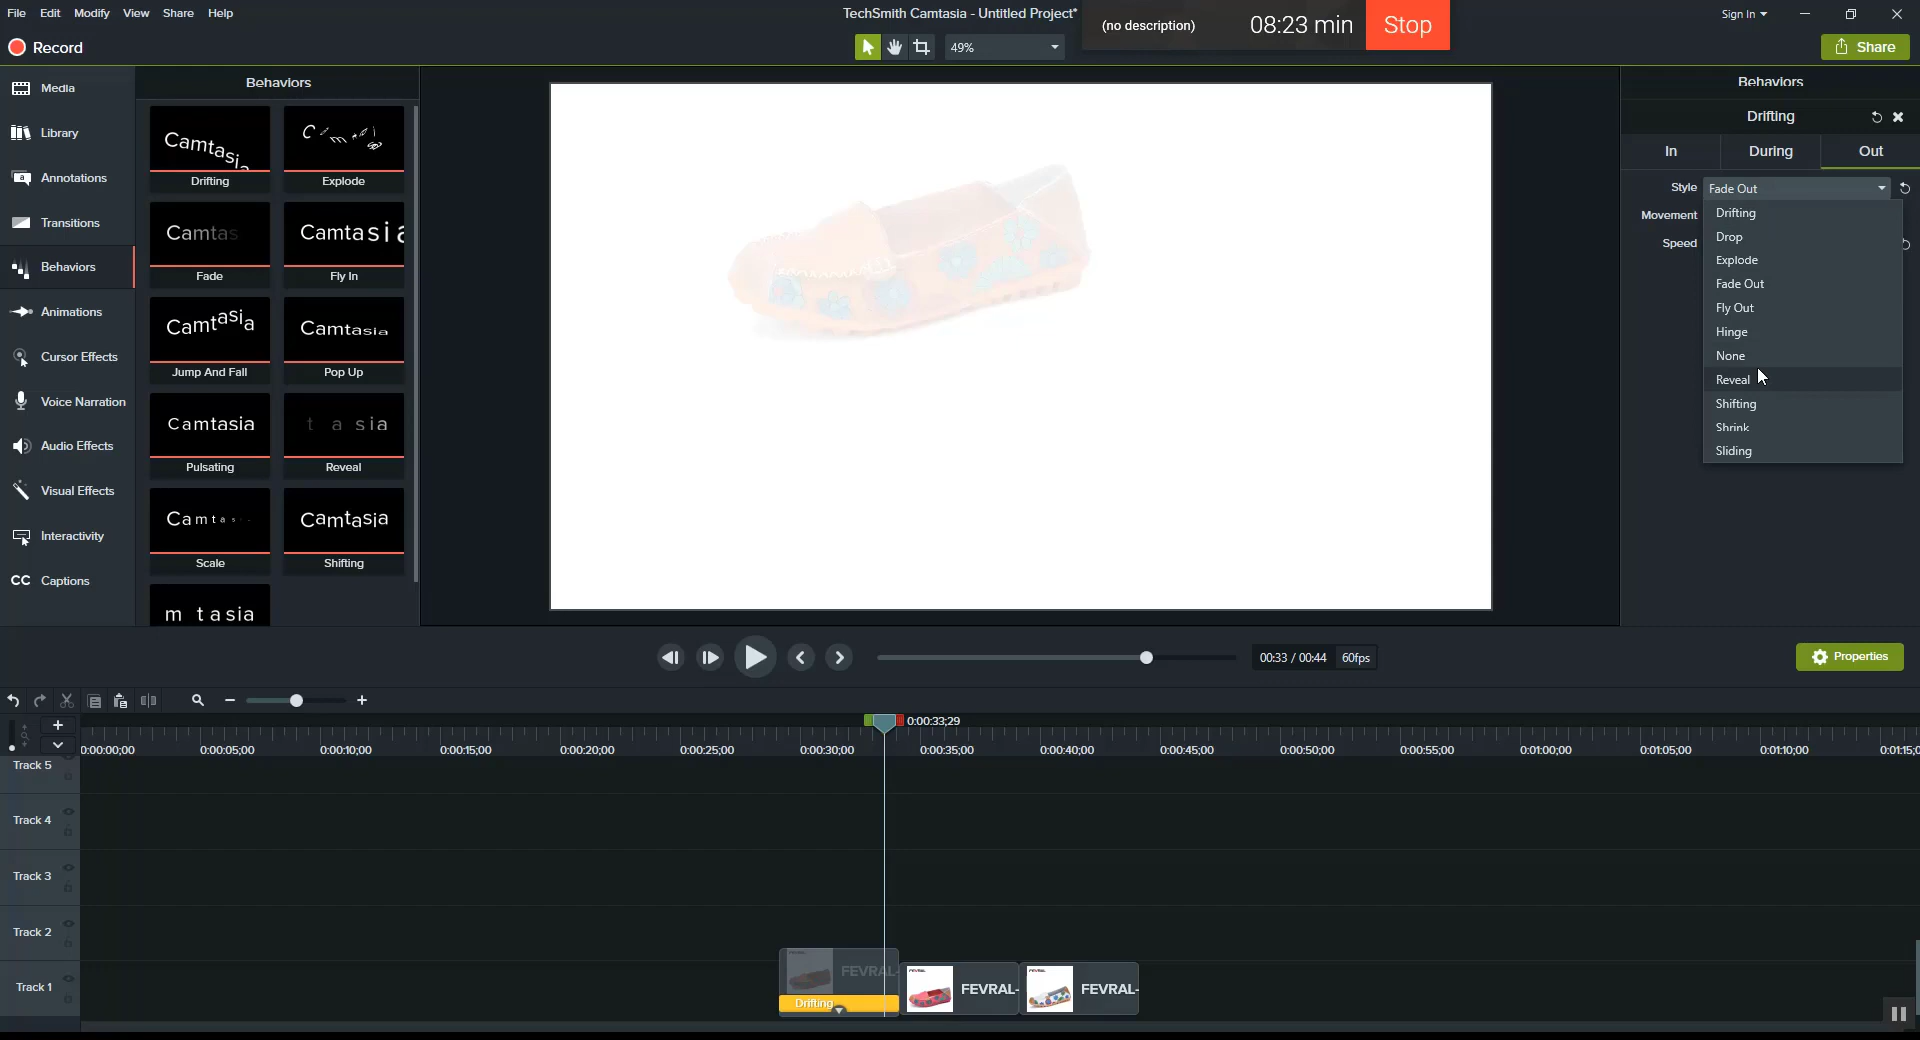 File Edit Modify View Share Help
TechSmith Camtasia - Untitled Project*
(no description) 08:23 min Stop
Sign In
Record
49%
Share
Media
Library
Annotations
Transitions
Behaviors
Animations
Cursor Effects
Voice Narration
Audio Effects
Visual Effects
Interactivity
CC Captions
Behaviors
Camtasia Drifting
Explode
Camtas Fade
Camtasia Fly In
Camtasia Jump And Fall
Camtasia Pop Up
Camtasia Pulsating
t a sia Reveal
Camtas Scale
Camtasia Shifting
m t a sia
Behaviors
Drifting
In During Out
Style Fade Out
Movement
Speed
Drifting
Drop
Explode
Fade Out
Fly Out
Hinge
None
Reveal
Shifting
Shrink
Sliding
00:33 / 00:44 60fps
Properties
0:00:33;29
0:00:00;00 0:00:05;00 0:00:10;00 0:00:15;00 0:00:20;00 0:00:25;00 0:00:30;00 0:00:35;00 0:00:40;00 0:00:45;00 0:00:50;00 0:00:55;00 0:01:00;00 0:01:05;00 0:01:10;00 0:01:15;0
Track 5
Track 4
Track 3
Track 2
Track 1
FEVRAL- FEVRAL- FEVRAL-
Drifting